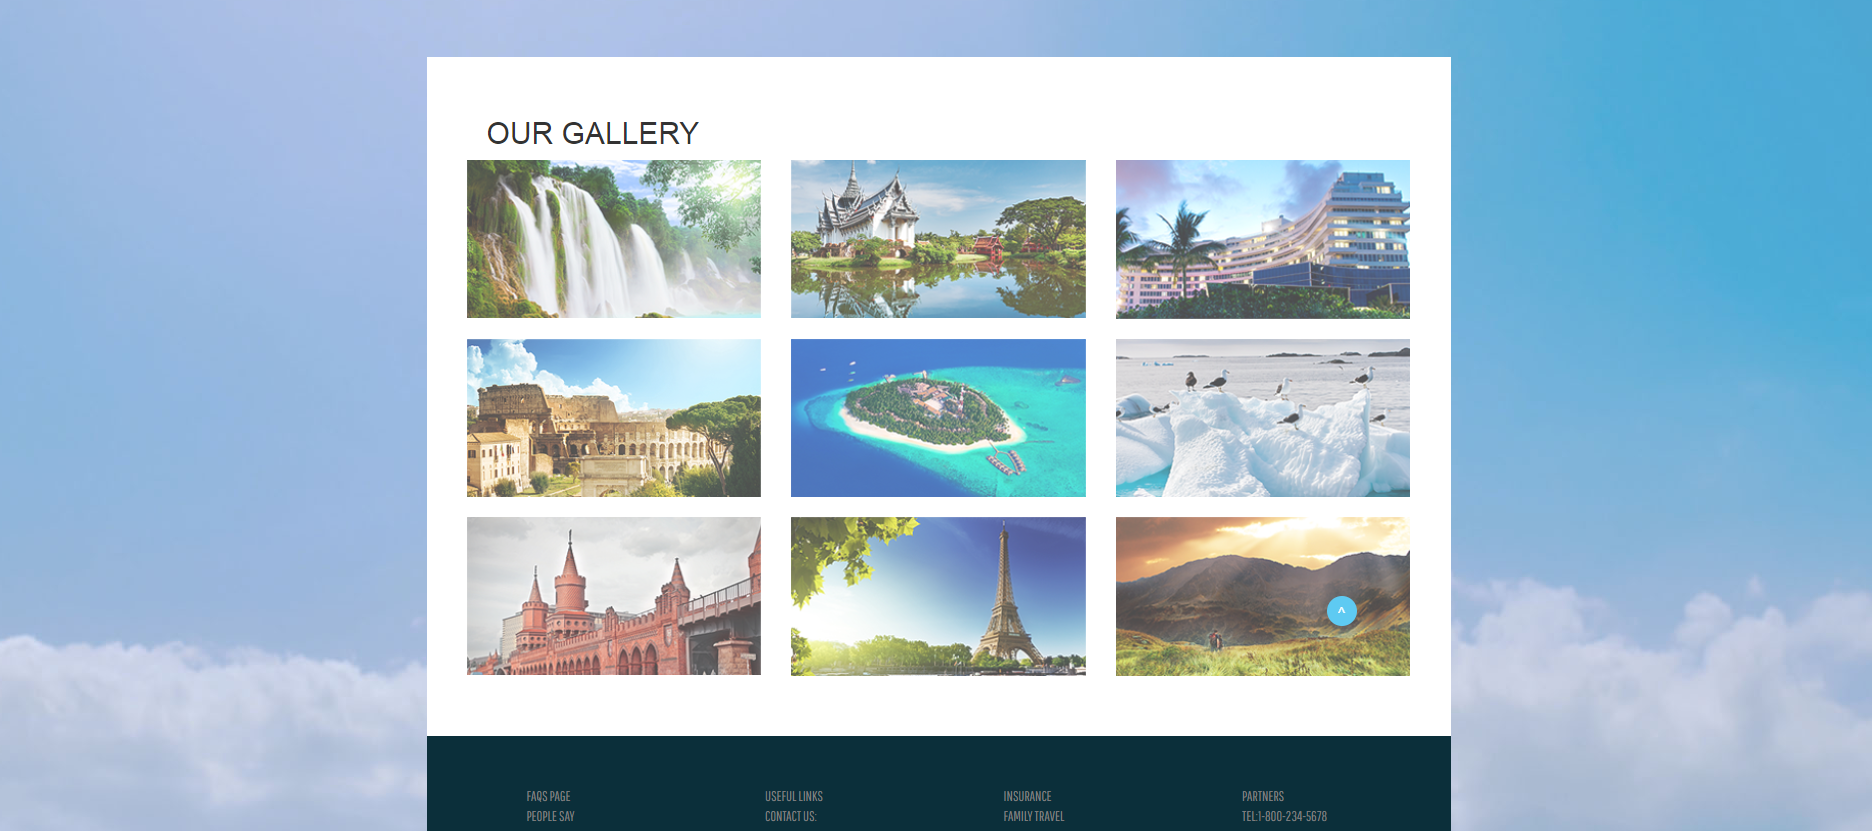 OUR GALLERY
^
FAQS PAGE
USEFUL LINKS
INSURANCE
PARTNERS
PEOPLE SAY
CONTACT US:
FAMILY TRAVEL
TEL:1-800-234-5678